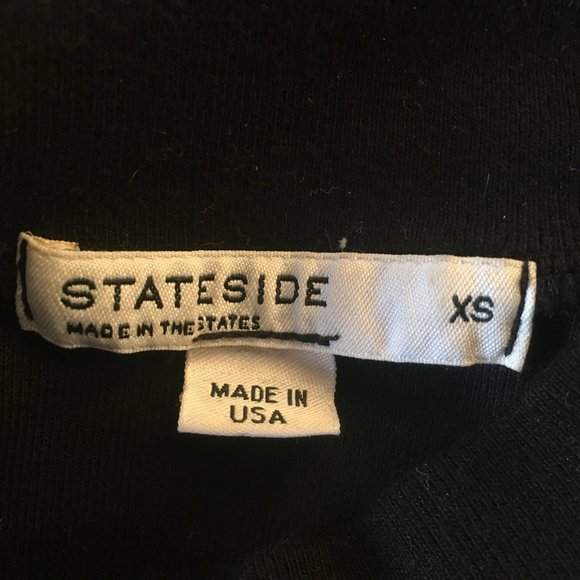 STATESIDE
XS
MADE IN THE STATES
MADE IN
USA